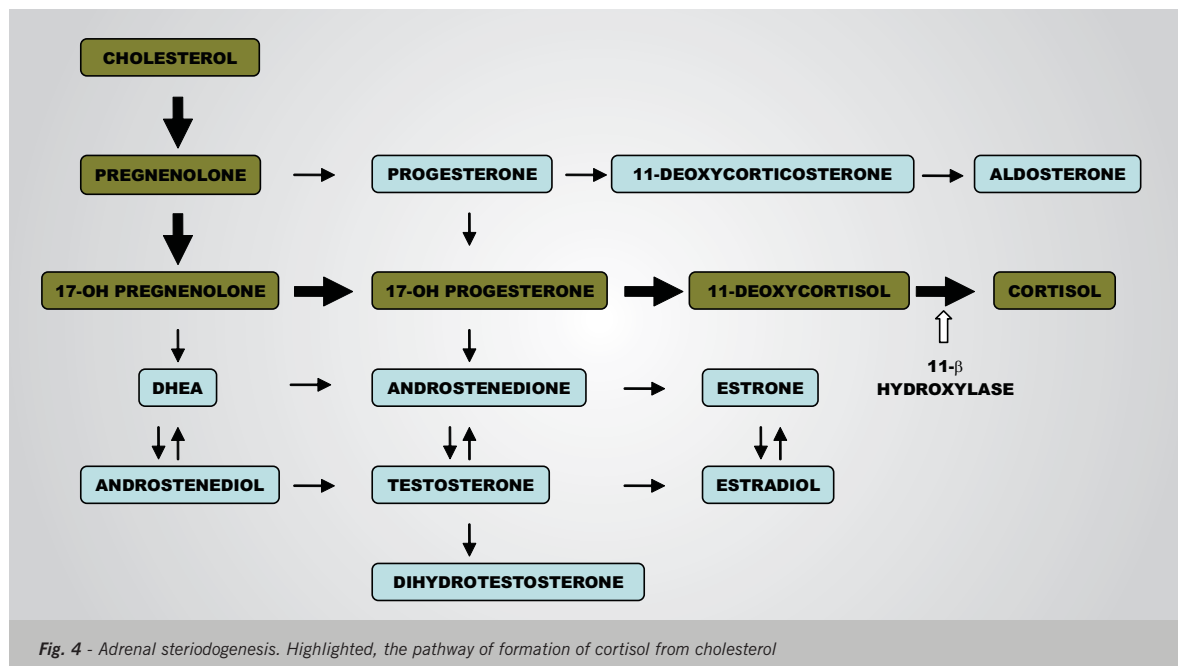 CHOLESTEROL
PREGNENOLONE
PROGESTERONE
11-DEOXYCORTICOSTERONE
ALDOSTERONE
17-OH PREGNENOLONE
17-OH PROGESTERONE
11-DEOXYCORTISOL
CORTISOL
11-β
HYDROXYLASE
DHEA
ANDROSTENEDIONE
ESTRONE
ANDROSTENEDIOL
TESTOSTERONE
ESTRADIOL
DIHYDROTESTOSTERONE
Fig. 4 - Adrenal steriodogenesis. Highlighted, the pathway of formation of cortisol from cholesterol